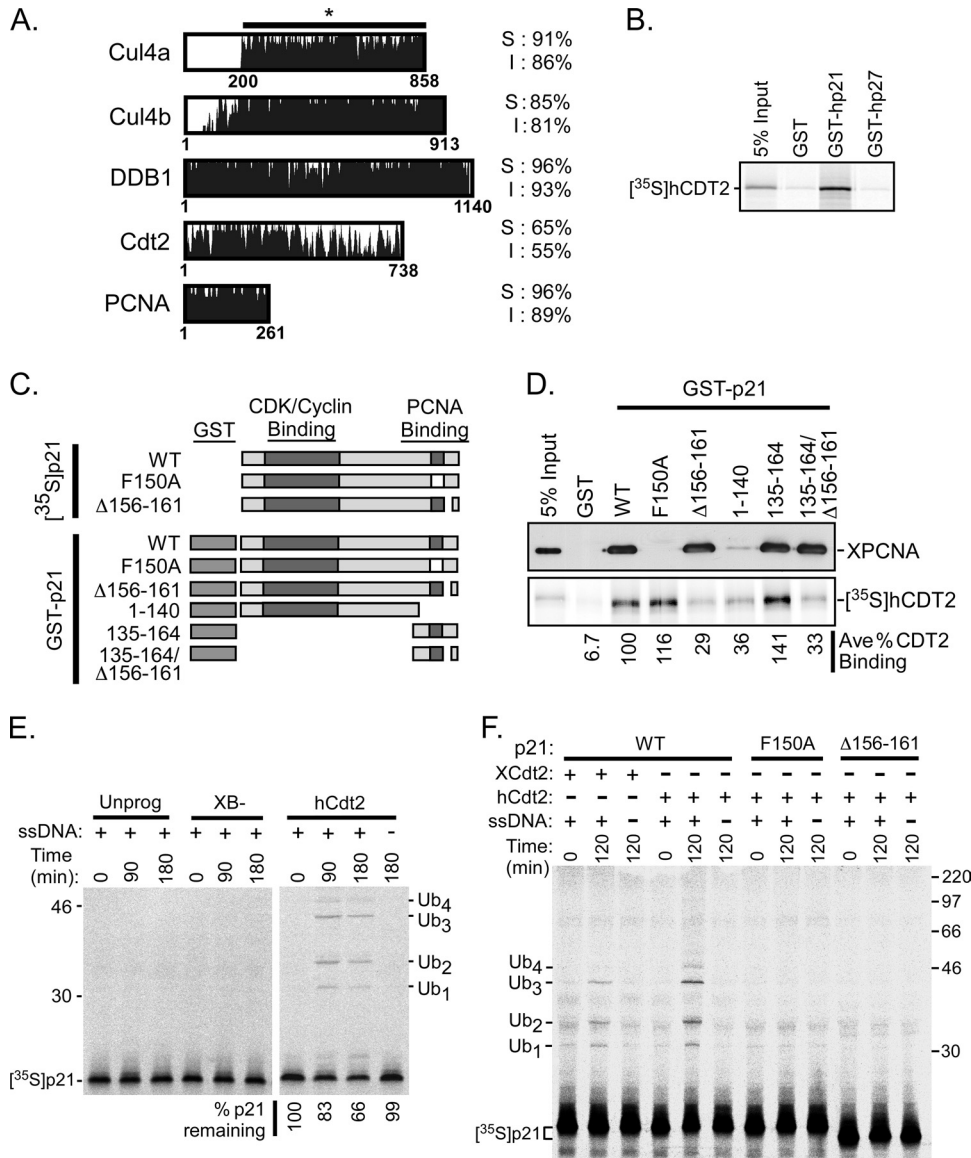 A.
*
Cul4a
200 858
S : 91%
I : 86%
Cul4b
1 913
S : 85%
I : 81%
DDB1
1 1140
S : 96%
I : 93%
Cdt2
1 738
S : 65%
I : 55%
PCNA
1 261
S : 96%
I : 89%
B.
5% Input
GST
GST-hp21
GST-hp27
[³⁵S]hCDT2
C.
GST
CDK/Cyclin
Binding
PCNA
Binding
[³⁵S]p21
WT
F150A
Δ156-161
GST-p21
WT
F150A
Δ156-161
1-140
135-164
135-164/
Δ156-161
D.
GST-p21
5% Input
GST
WT
F150A
Δ156-161
1-140
135-164
135-164/
Δ156-161
-XPCNA
-[³⁵S]hCDT2
6.7 100 116 29 36 141 33
Ave % CDT2
Binding
E.
Unprog XB- hCdt2
ssDNA: + + + + + + + + + -
Time
(min): 0 90 180 0 90 180 0 90 180 180
46
30
[³⁵S]p21
Ub₄
Ub₃
Ub₂
Ub₁
% p21
remaining
100 83 66 99
F.
p21: WT F150A Δ156-161
XCdt2: + + + - - - - - - - - -
hCdt2: - - - + + + + + + + + +
ssDNA: + + - + + - + + - + + -
Time:
(min)
0 120 120 0 120 120 0 120 120 0 120 120
220
97
66
46
30
Ub₄
Ub₃
Ub₂
Ub₁
[³⁵S]p21